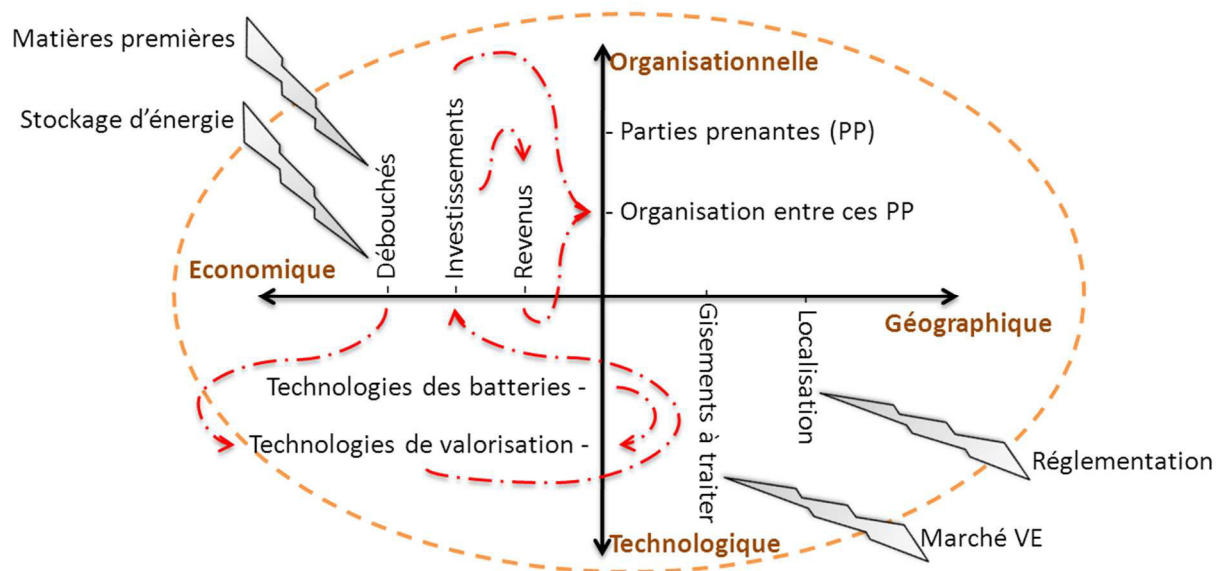 Matières premières
Organisationnelle
Stockage d'énergie
- Parties prenantes (PP)
Débouchés
Investissements
Revenus
- Organisation entre ces PP
Economique
Géographique
Gisements à traiter
Localisation
Technologies des batteries -
Technologies de valorisation -
Réglementation
Marché VE
Technologique